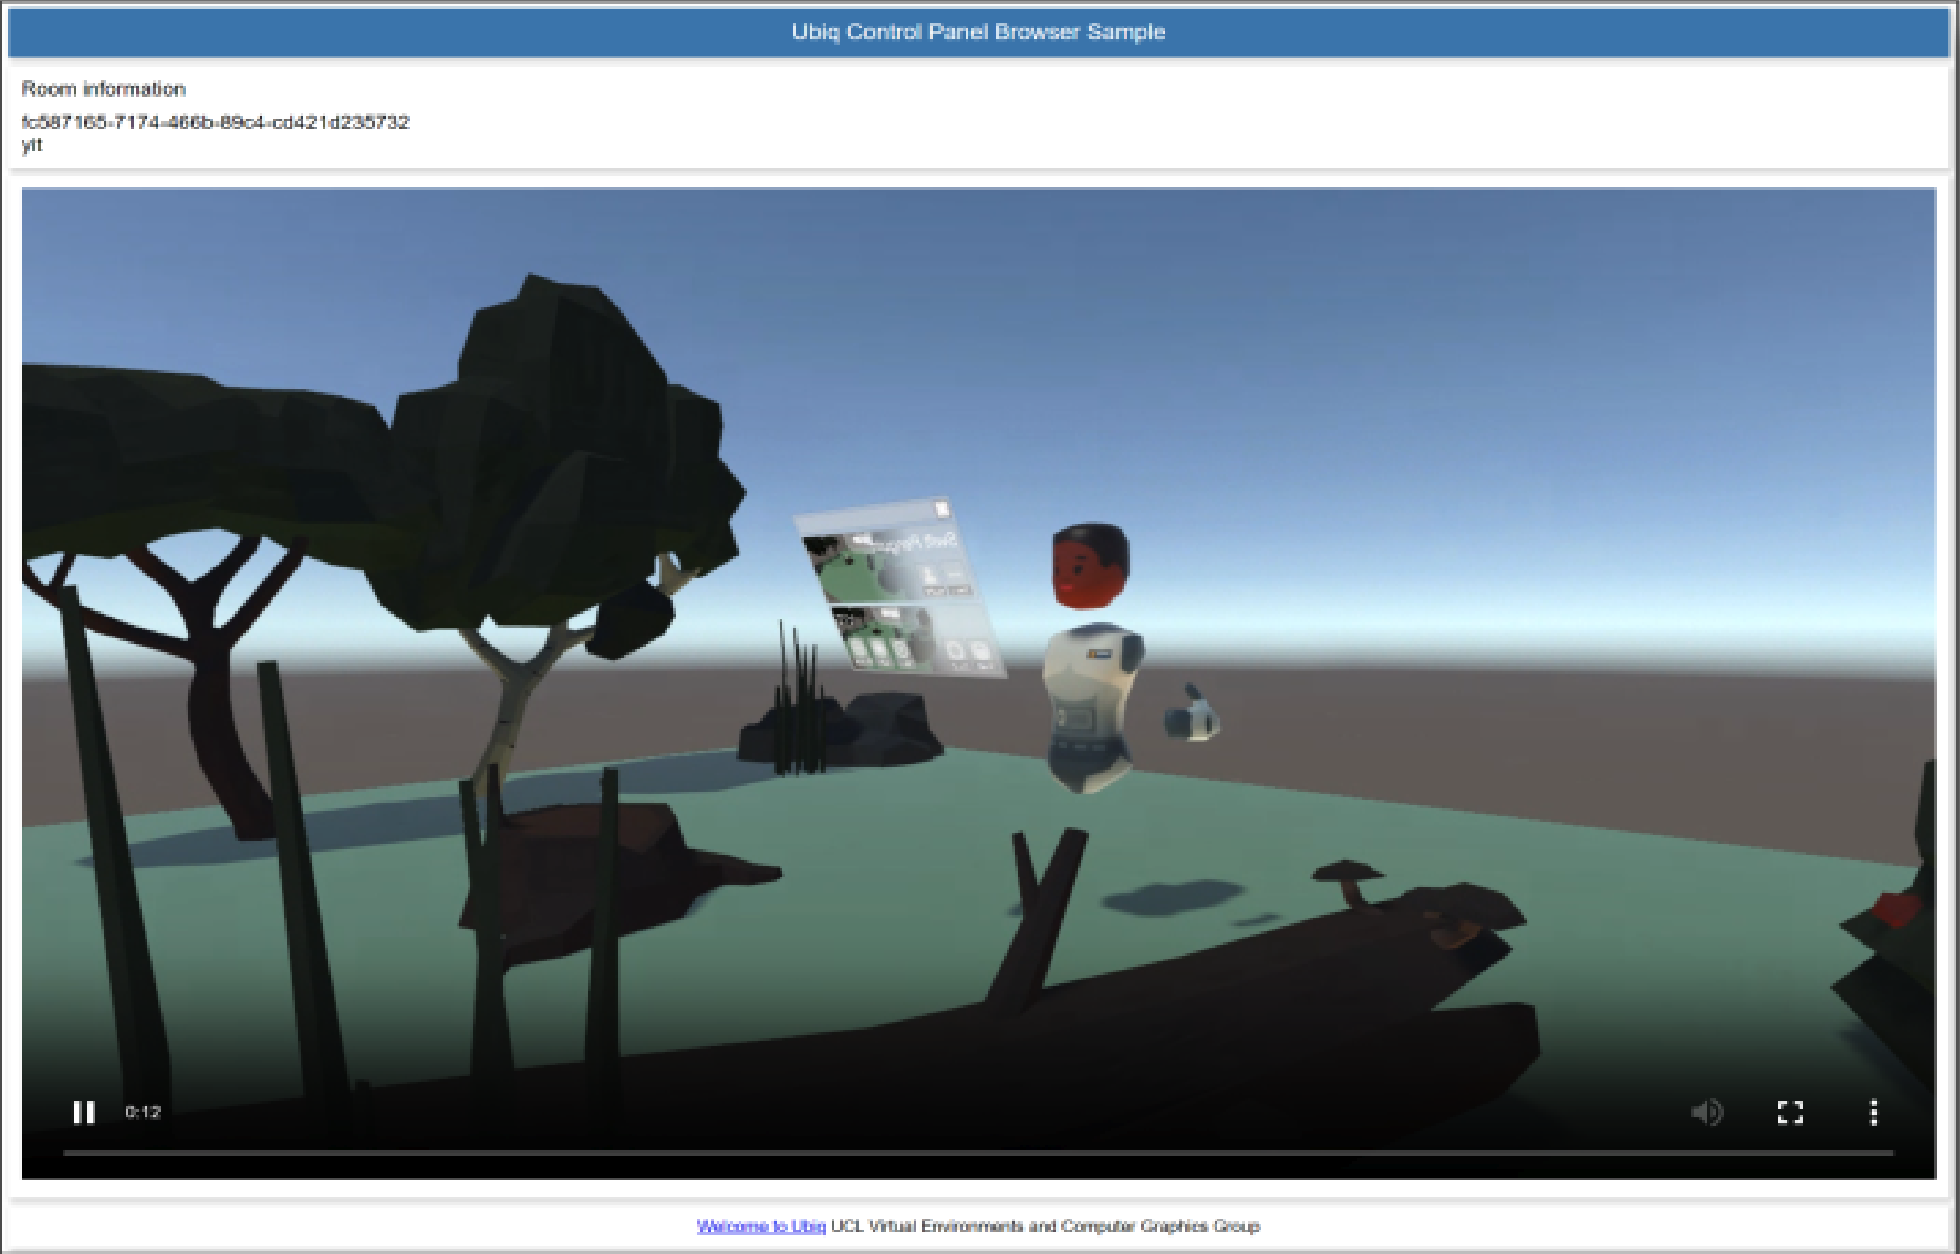 Ubiq Control Panel Browser Sample
Room information
fc587165-7174-466b-89c4-cd421d235732
0:12
Welcome to Ubiq UCL Virtual Environments and Computer Graphics Group